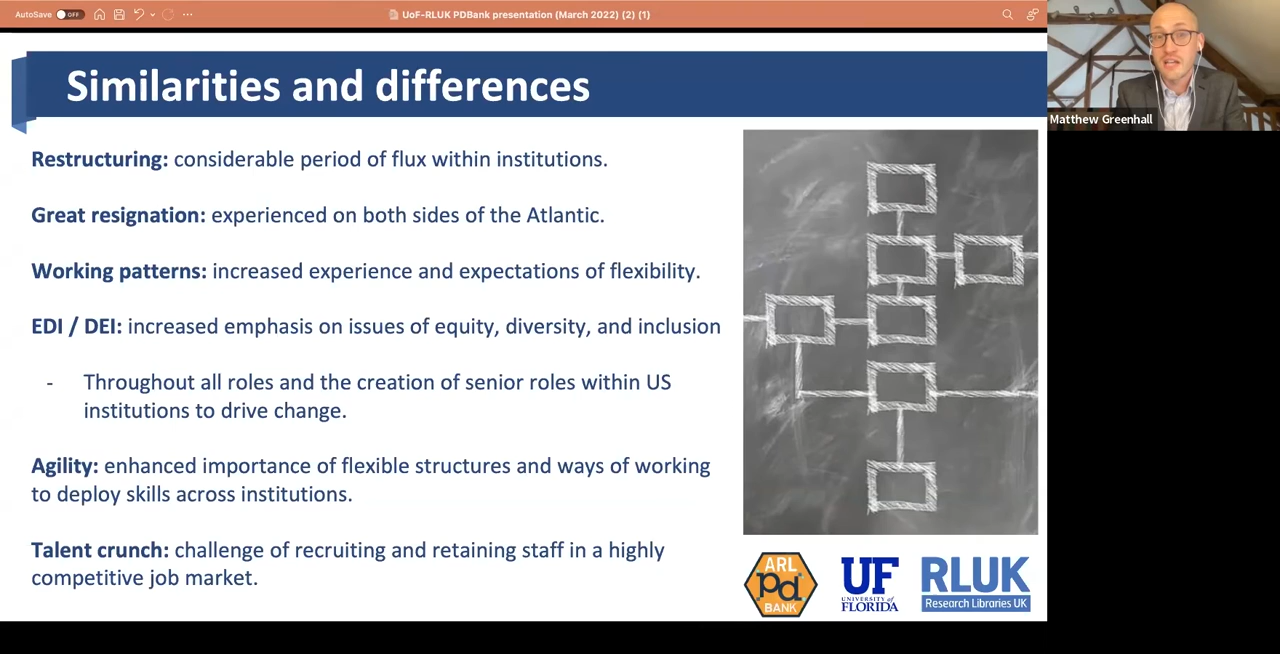 AutoSave OFF
UoF-RLUK PDBank presentation (March 2022) (2) (1)
Similarities and differences
Matthew Greenhall
Restructuring: considerable period of flux within institutions.
Great resignation: experienced on both sides of the Atlantic.
Working patterns: increased experience and expectations of flexibility.
EDI / DEI: increased emphasis on issues of equity, diversity, and inclusion
- Throughout all roles and the creation of senior roles within US
institutions to drive change.
Agility: enhanced importance of flexible structures and ways of working
to deploy skills across institutions.
Talent crunch: challenge of recruiting and retaining staff in a highly
competitive job market.
ARL
pd
BANK
UF
UNIVERSITY of
FLORIDA
RLUK
Research Libraries UK